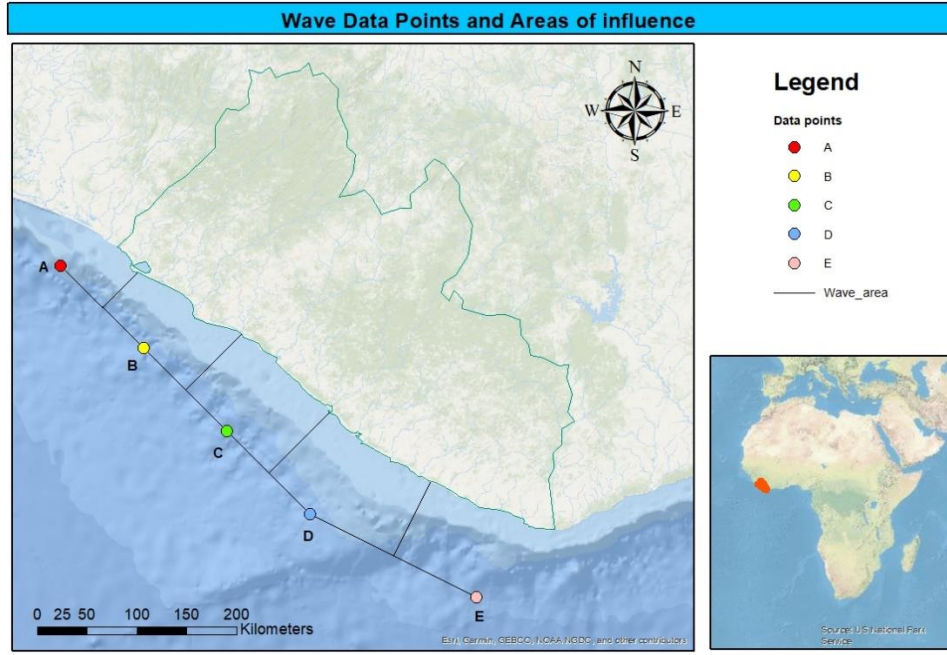 Wave Data Points and Areas of influence
N
W E
S
A
B
C
D
E
0 25 50 100 150 200
Kilometers
Esri, Garmin, GEBCO, NOAA NGDC, and other contributors
Legend
Data points
A
B
C
D
E
Wave_area
Source: US National Park
Service